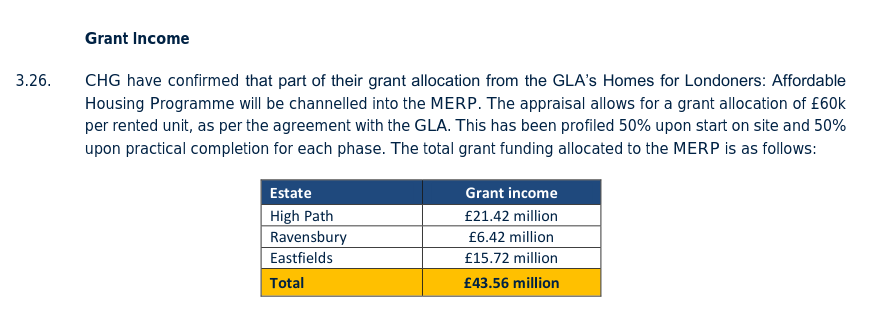 Grant Income
3.26. CHG have confirmed that part of their grant allocation from the GLA's Homes for Londoners: Affordable
Housing Programme will be channelled into the MERP. The appraisal allows for a grant allocation of £60k
per rented unit, as per the agreement with the GLA. This has been profiled 50% upon start on site and 50%
upon practical completion for each phase. The total grant funding allocated to the MERP is as follows:
Estate Grant income
High Path £21.42 million
Ravensbury £6.42 million
Eastfields £15.72 million
Total £43.56 million